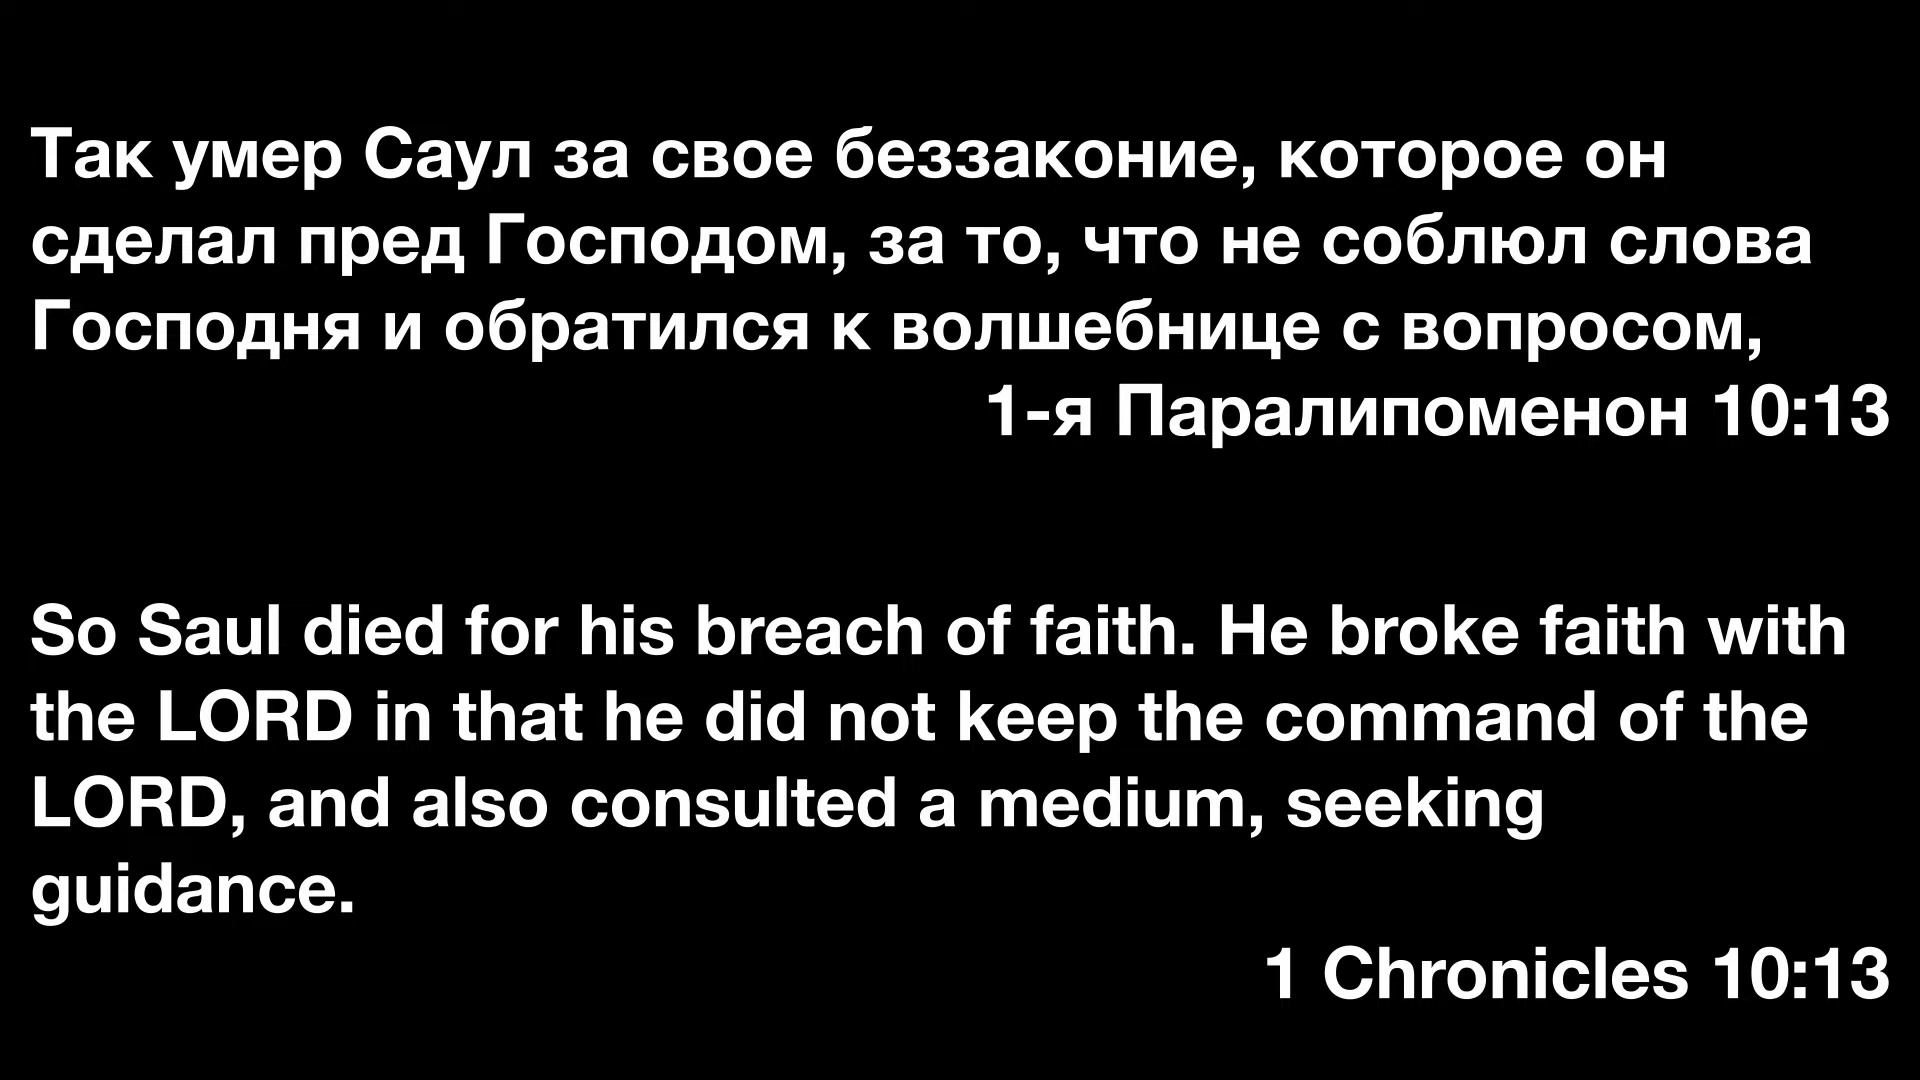 Так умер Саул за свое беззаконие, которое он
сделал пред Господом, за то, что не соблюл слова
Господня и обратился к волшебнице с вопросом,
1-я Паралипоменон 10:13
So Saul died for his breach of faith. He broke faith with
the LORD in that he did not keep the command of the
LORD, and also consulted a medium, seeking
guidance.
1 Chronicles 10:13